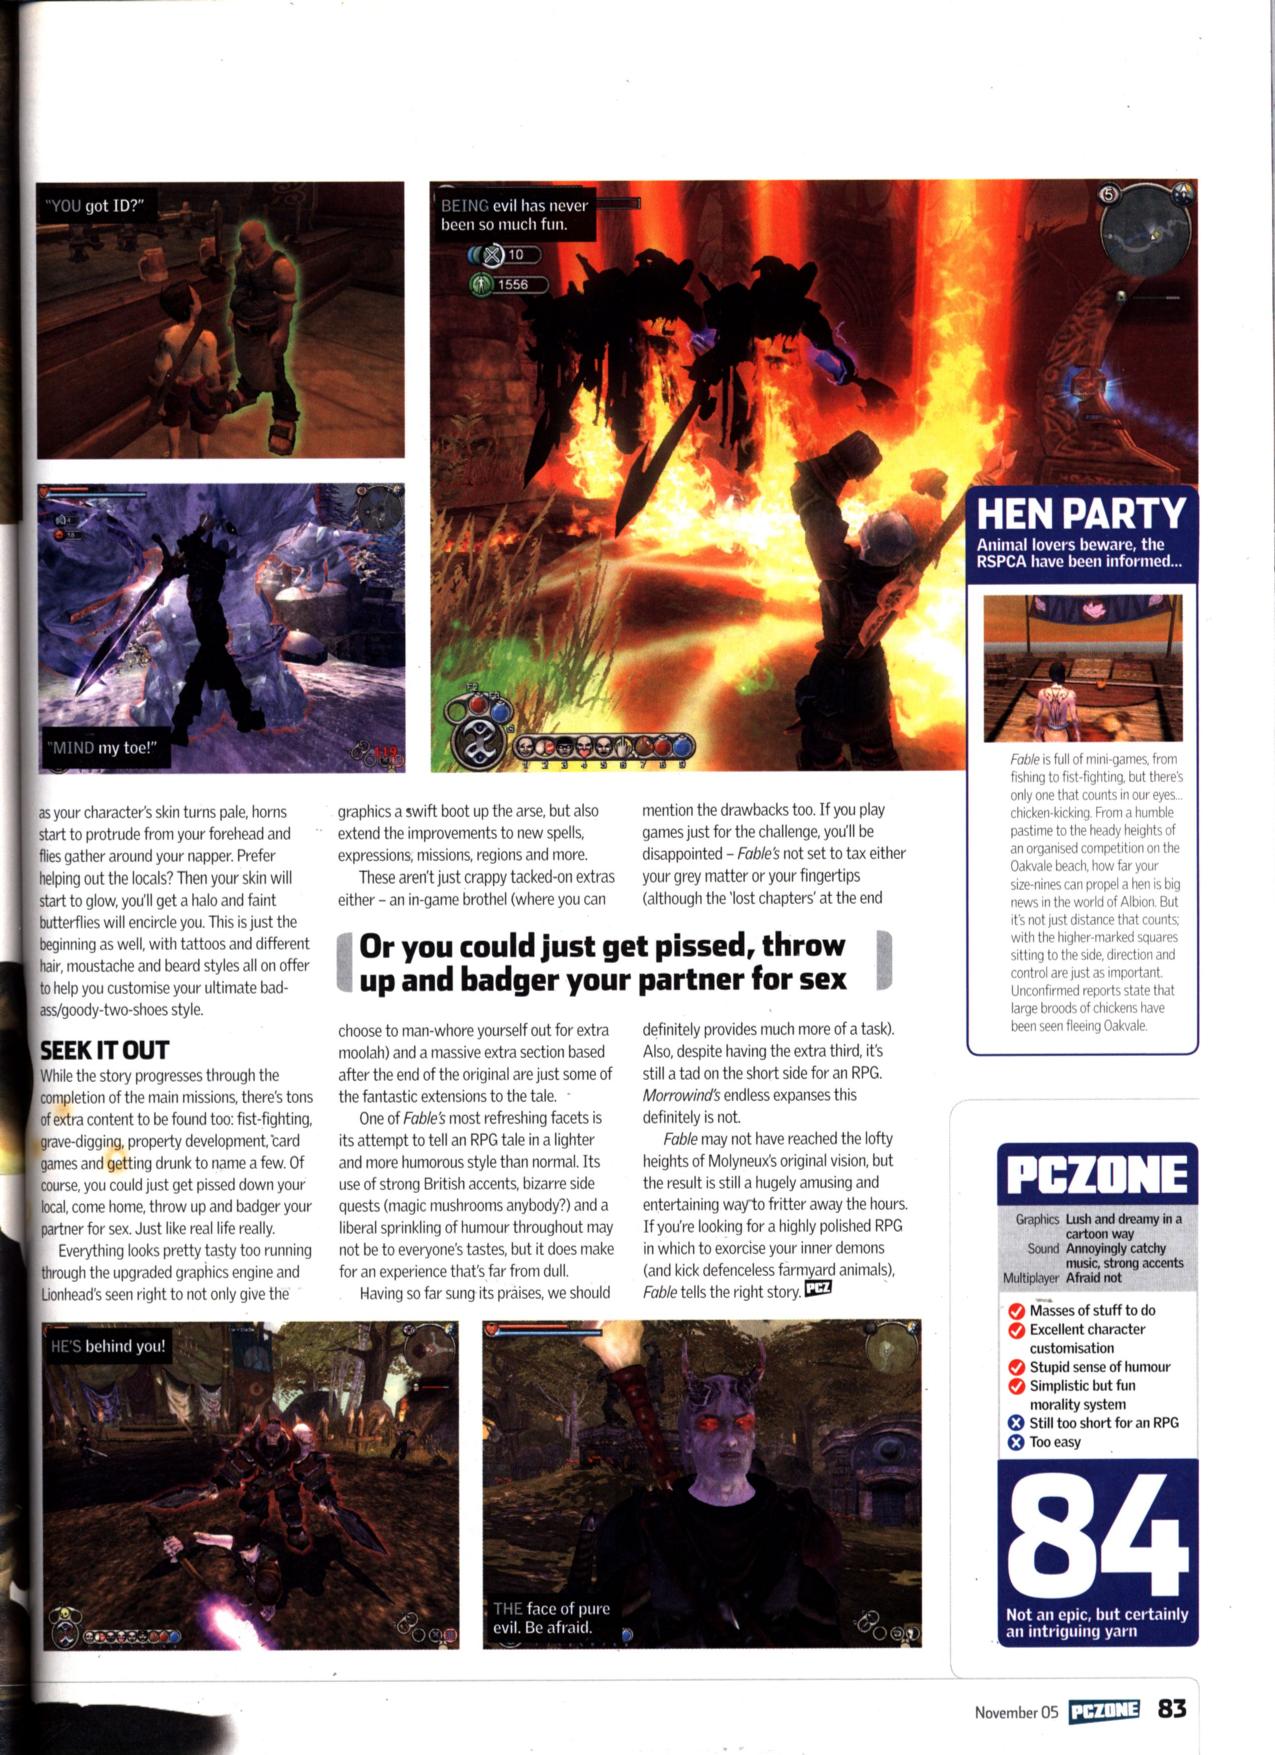 "YOU got ID?"
BEING evil has never
been so much fun.
10
1556
5
"MIND my toe!"
119
1 2 3 4 5 6 7 8 9
HEN PARTY
Animal lovers beware, the
RSPCA have been informed...
Fable is full of mini-games, from
fishing to fist-fighting, but there's
only one that counts in our eyes...
chicken-kicking. From a humble
pastime to the heady heights of
an organised competition on the
Oakvale beach, how far your
size-nines can propel a hen is big
news in the world of Albion. But
it's not just distance that counts;
with the higher-marked squares
sitting to the side, direction and
control are just as important.
Unconfirmed reports state that
large broods of chickens have
been seen fleeing Oakvale.
as your character's skin turns pale, horns
start to protrude from your forehead and
flies gather around your napper. Prefer
helping out the locals? Then your skin will
start to glow, you'll get a halo and faint
butterflies will encircle you. This is just the
beginning as well, with tattoos and different
hair, moustache and beard styles all on offer
to help you customise your ultimate bad-
ass/goody-two-shoes style.
SEEK IT OUT
While the story progresses through the
completion of the main missions, there's tons
of extra content to be found too: fist-fighting,
grave-digging, property development, card
games and getting drunk to name a few. Of
course, you could just get pissed down your
local, come home, throw up and badger your
partner for sex. Just like real life really.
Everything looks pretty tasty too running
through the upgraded graphics engine and
Lionhead's seen right to not only give the
graphics a swift boot up the arse, but also
extend the improvements to new spells,
expressions, missions, regions and more.
These aren't just crappy tacked-on extras
either – an in-game brothel (where you can
Or you could just get pissed, throw
up and badger your partner for sex
choose to man-whore yourself out for extra
moolah) and a massive extra section based
after the end of the original are just some of
the fantastic extensions to the tale.
One of Fable's most refreshing facets is
its attempt to tell an RPG tale in a lighter
and more humorous style than normal. Its
use of strong British accents, bizarre side
quests (magic mushrooms anybody?) and a
liberal sprinkling of humour throughout may
not be to everyone's tastes, but it does make
for an experience that's far from dull.
Having so far sung its praises, we should
mention the drawbacks too. If you play
games just for the challenge, you'll be
disappointed – Fable's not set to tax either
your grey matter or your fingertips
(although the 'lost chapters' at the end
definitely provides much more of a task).
Also, despite having the extra third, it's
still a tad on the short side for an RPG.
Morrowind's endless expanses this
definitely is not.
Fable may not have reached the lofty
heights of Molyneux's original vision, but
the result is still a hugely amusing and
entertaining way to fritter away the hours.
If you're looking for a highly polished RPG
in which to exorcise your inner demons
(and kick defenceless farmyard animals),
Fable tells the right story. PCZ
HE'S behind you!
THE face of pure
evil. Be afraid.
PCZONE
Graphics Lush and dreamy in a
cartoon way
Sound Annoyingly catchy
music, strong accents
Multiplayer Afraid not
Masses of stuff to do
Excellent character
customisation
Stupid sense of humour
Simplistic but fun
morality system
Still too short for an RPG
Too easy
84
Not an epic, but certainly
an intriguing yarn
November 05 PCZONE 83